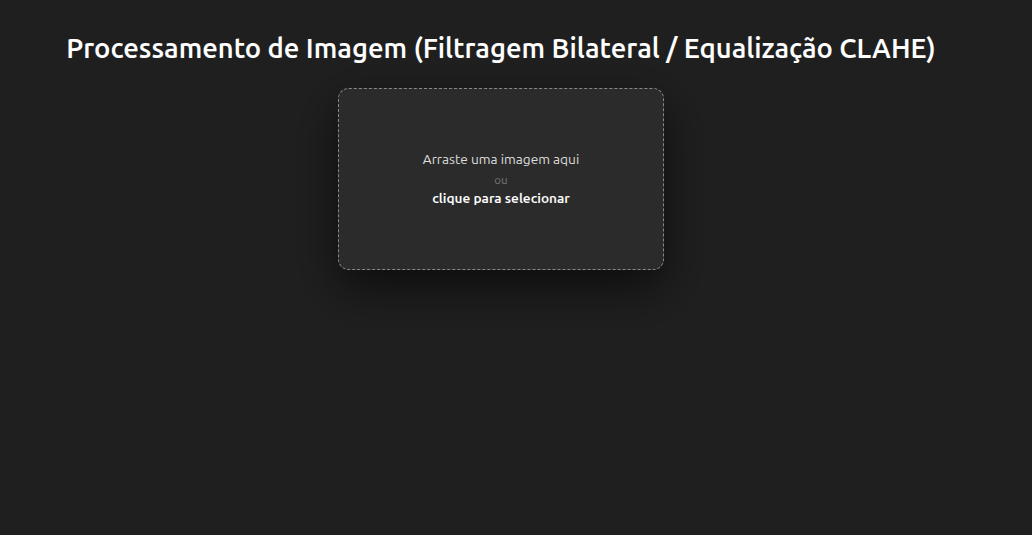 Processamento de Imagem (Filtragem Bilateral / Equalização CLAHE)
Arraste uma imagem aqui
ou
clique para selecionar